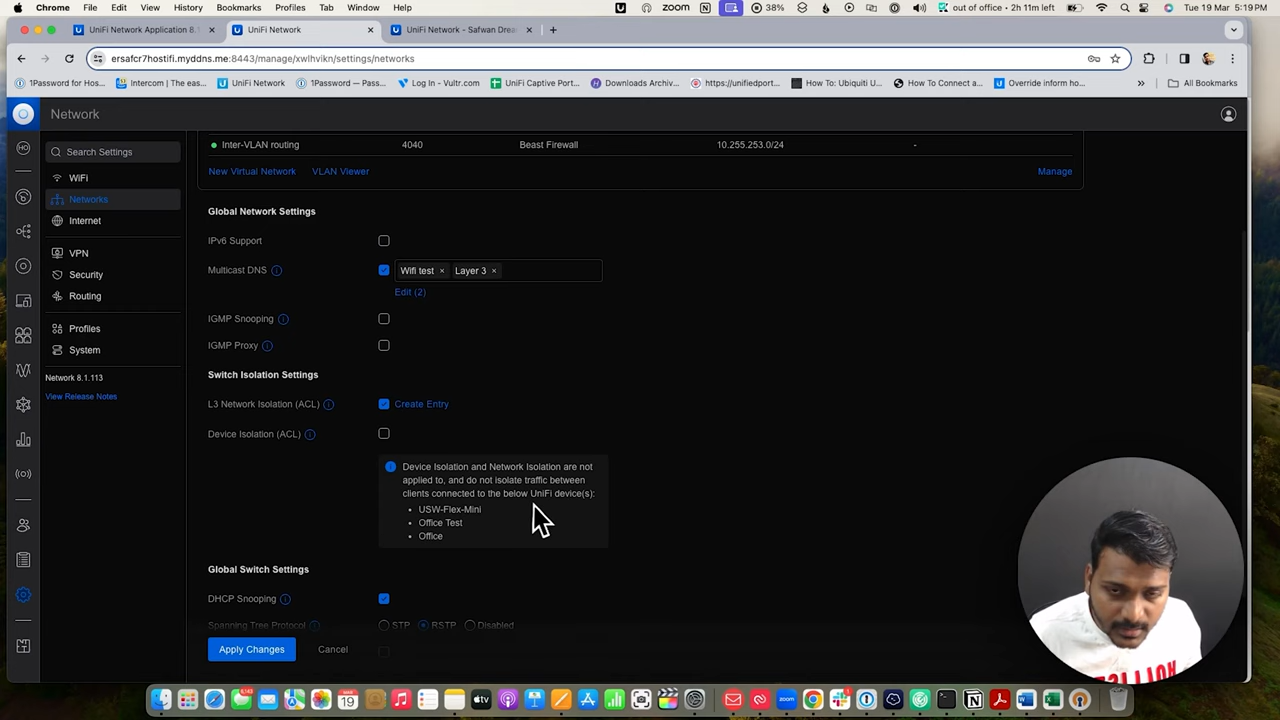 Chrome File Edit View History Bookmarks Profiles Tab Window Help
zoom 38% out of office • 2h 11m left Tue 19 Mar 5:19 PM
UniFi Network Application 8.1 × UniFi Network × UniFi Network - Safwan Drea × +
ersafcr7hostifi.myddns.me:8443/manage/xwlhvikn/settings/networks
1Password for Hos... Intercom | The eas... UniFi Network 1Password — For... Log In - Vultr.com UniFi Captive Port... Downloads Archiv... https://unifiedport... How To: Ubiquiti U... How To Connect a... Override inform ho... » All Bookmarks
Network
HO
Search Settings
WiFi
Networks
Internet
VPN
Security
Routing
Profiles
System
Network 8.1.113
View Release Notes
Inter-VLAN routing 4040 Beast Firewall 10.255.253.0/24 -
New Virtual Network VLAN Viewer Manage
Global Network Settings
IPv6 Support
Multicast DNS Wifi test × Layer 3 ×
Edit (2)
IGMP Snooping
IGMP Proxy
Switch Isolation Settings
L3 Network Isolation (ACL) Create Entry
Device Isolation (ACL)
Device Isolation and Network Isolation are not
applied to, and do not isolate traffic between
clients connected to the below UniFi device(s):
• USW-Flex-Mini
• Office Test
• Office
Global Switch Settings
DHCP Snooping
Spanning Tree Protocol STP RSTP Disabled
Apply Changes Cancel